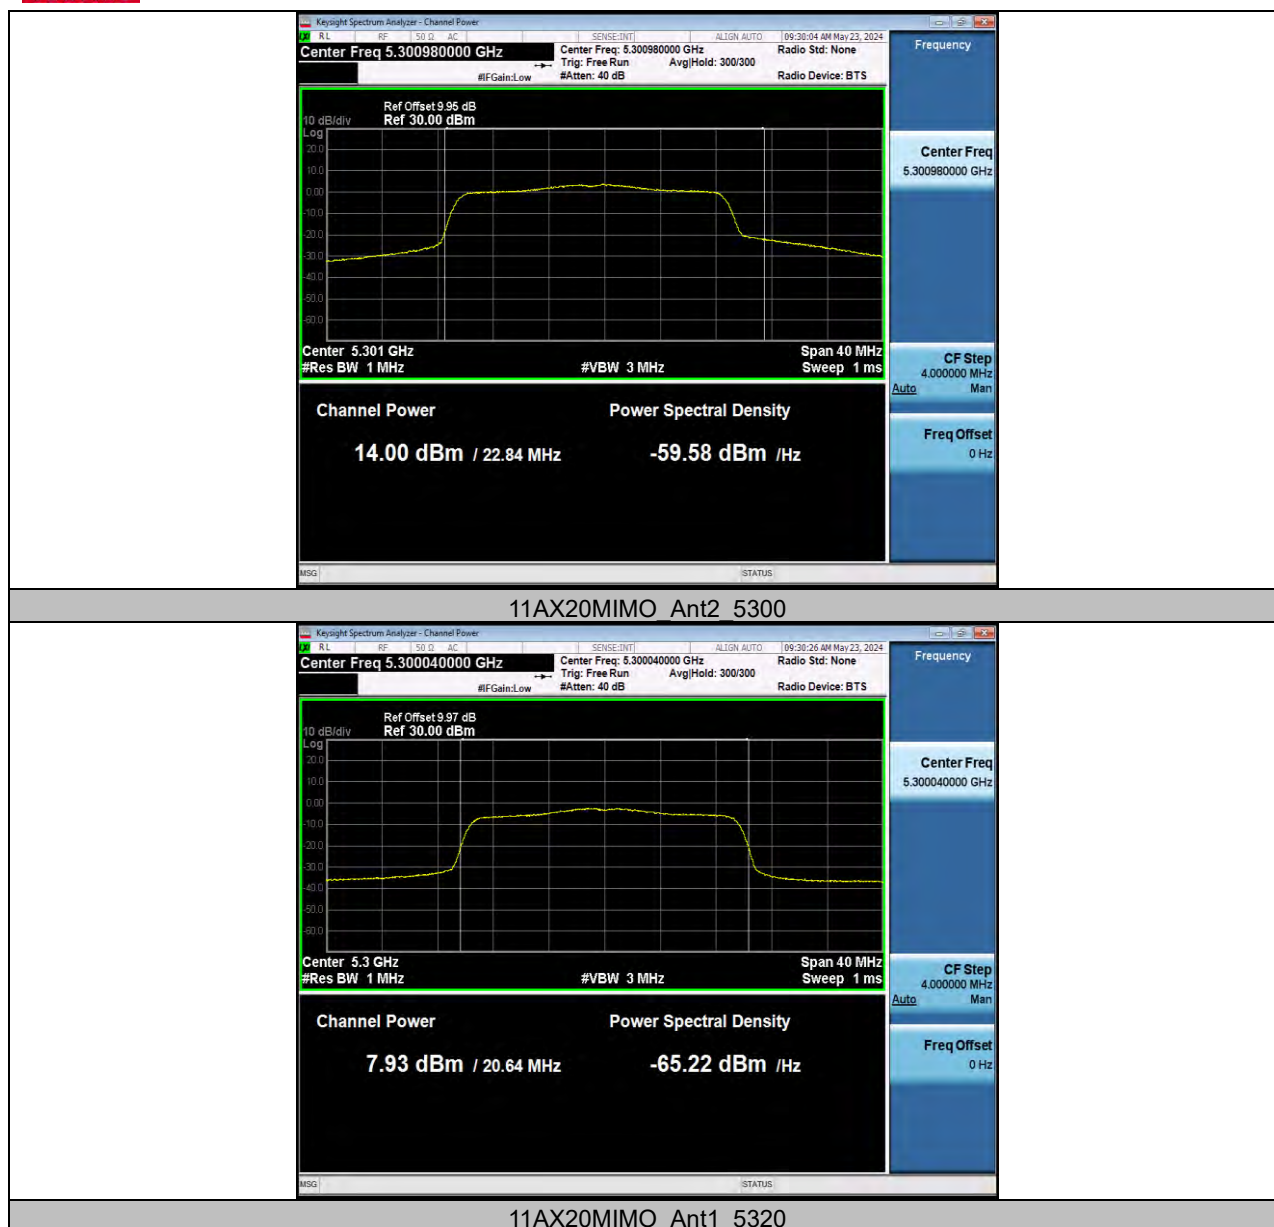 Keysight Spectrum Analyzer - Channel Power
RL RF 50 Ω AC SENSE:INT ALIGN AUTO 09:30:04 AM May 23, 2024
Center Freq 5.300980000 GHz Center Freq: 5.300980000 GHz Radio Std: None
Trig: Free Run Avg|Hold: 300/300
#IFGain:Low #Atten: 40 dB Radio Device: BTS
Ref Offset 9.95 dB
10 dB/div Ref 30.00 dBm
Log
20.0
10.0
0.00
-10.0
-20.0
-30.0
-40.0
-50.0
-60.0
Center 5.301 GHz Span 40 MHz
#Res BW 1 MHz #VBW 3 MHz Sweep 1 ms
Channel Power Power Spectral Density
14.00 dBm / 22.84 MHz -59.58 dBm /Hz
MSG STATUS
Frequency
Center Freq
5.300980000 GHz
CF Step
4.000000 MHz
Auto Man
Freq Offset
0 Hz
11AX20MIMO_Ant2_5300
Keysight Spectrum Analyzer - Channel Power
RL RF 50 Ω AC SENSE:INT ALIGN AUTO 09:30:26 AM May 23, 2024
Center Freq 5.300040000 GHz Center Freq: 5.300040000 GHz Radio Std: None
Trig: Free Run Avg|Hold: 300/300
#IFGain:Low #Atten: 40 dB Radio Device: BTS
Ref Offset 9.97 dB
10 dB/div Ref 30.00 dBm
Log
20.0
10.0
0.00
-10.0
-20.0
-30.0
-40.0
-50.0
-60.0
Center 5.3 GHz Span 40 MHz
#Res BW 1 MHz #VBW 3 MHz Sweep 1 ms
Channel Power Power Spectral Density
7.93 dBm / 20.64 MHz -65.22 dBm /Hz
MSG STATUS
Frequency
Center Freq
5.300040000 GHz
CF Step
4.000000 MHz
Auto Man
Freq Offset
0 Hz
11AX20MIMO_Ant1_5320